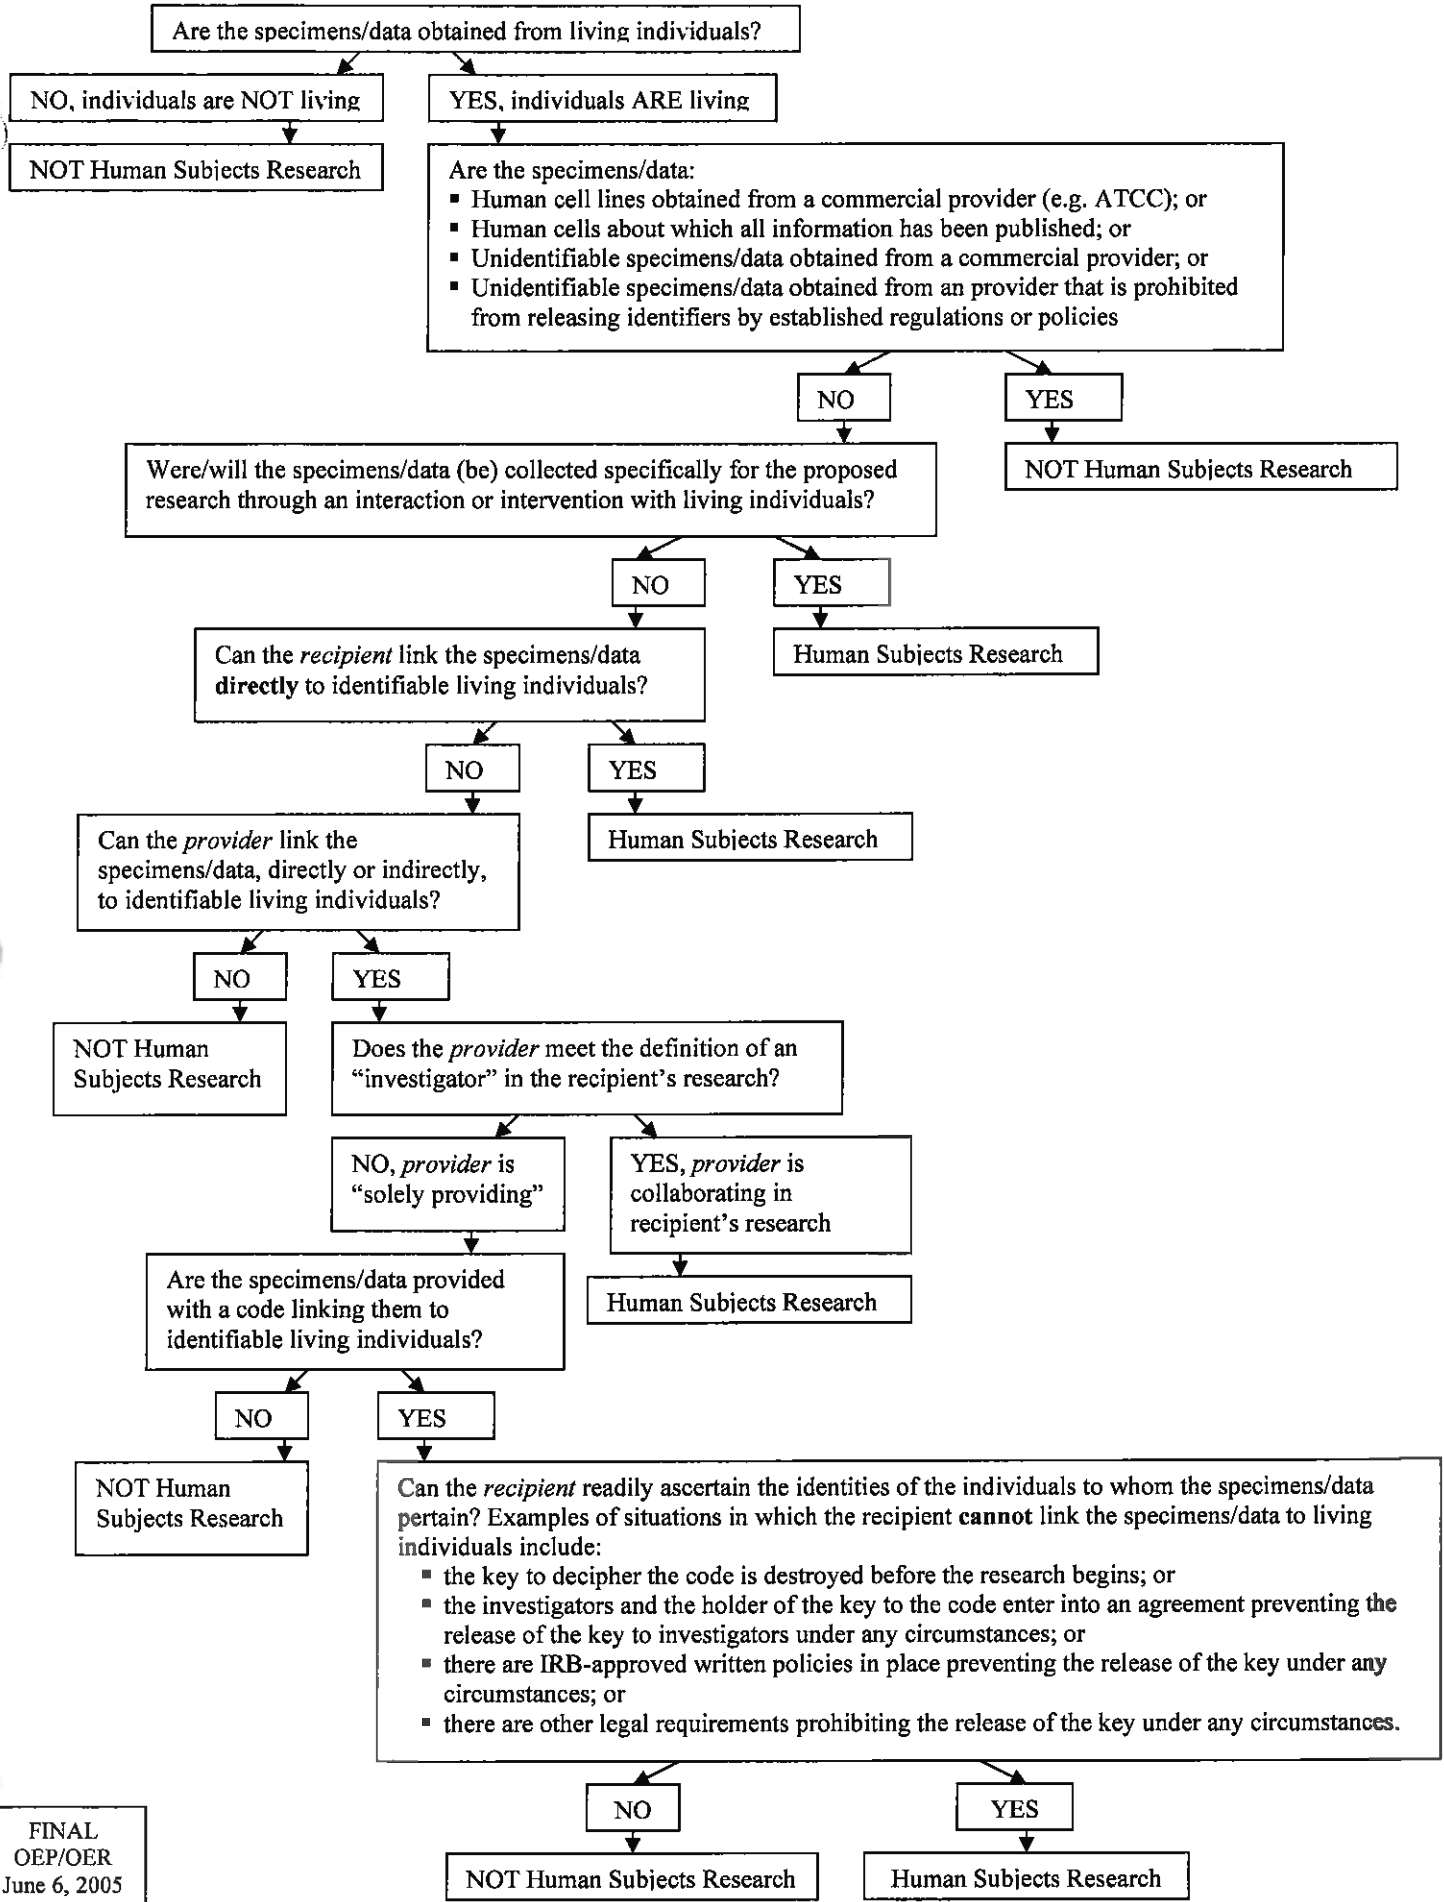 Are the specimens/data obtained from living individuals?
NO, individuals are NOT living
YES, individuals ARE living
NOT Human Subjects Research
Are the specimens/data:
▪ Human cell lines obtained from a commercial provider (e.g. ATCC); or
▪ Human cells about which all information has been published; or
▪ Unidentifiable specimens/data obtained from a commercial provider; or
▪ Unidentifiable specimens/data obtained from an provider that is prohibited
from releasing identifiers by established regulations or policies
NO
YES
Were/will the specimens/data (be) collected specifically for the proposed
research through an interaction or intervention with living individuals?
NOT Human Subjects Research
NO
YES
Can the recipient link the specimens/data
directly to identifiable living individuals?
Human Subjects Research
NO
YES
Can the provider link the
specimens/data, directly or indirectly,
to identifiable living individuals?
Human Subjects Research
NO
YES
NOT Human
Subjects Research
Does the provider meet the definition of an
“investigator” in the recipient’s research?
NO, provider is
“solely providing”
YES, provider is
collaborating in
recipient’s research
Are the specimens/data provided
with a code linking them to
identifiable living individuals?
Human Subjects Research
NO
YES
NOT Human
Subjects Research
Can the recipient readily ascertain the identities of the individuals to whom the specimens/data
pertain? Examples of situations in which the recipient cannot link the specimens/data to living
individuals include:
▪ the key to decipher the code is destroyed before the research begins; or
▪ the investigators and the holder of the key to the code enter into an agreement preventing the
release of the key to investigators under any circumstances; or
▪ there are IRB-approved written policies in place preventing the release of the key under any
circumstances; or
▪ there are other legal requirements prohibiting the release of the key under any circumstances.
NO
YES
NOT Human Subjects Research
Human Subjects Research
FINAL
OEP/OER
June 6, 2005